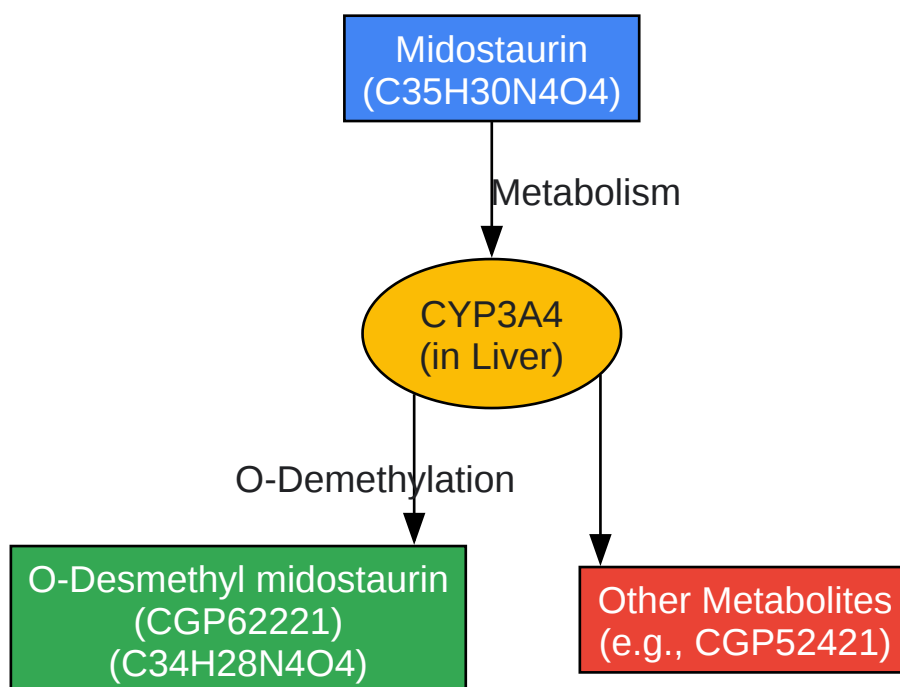 Midostaurin
(C35H30N4O4)
Metabolism
CYP3A4
(in Liver)
O-Demethylation
O-Desmethyl midostaurin
(CGP62221)
(C34H28N4O4)
Other Metabolites
(e.g., CGP52421)